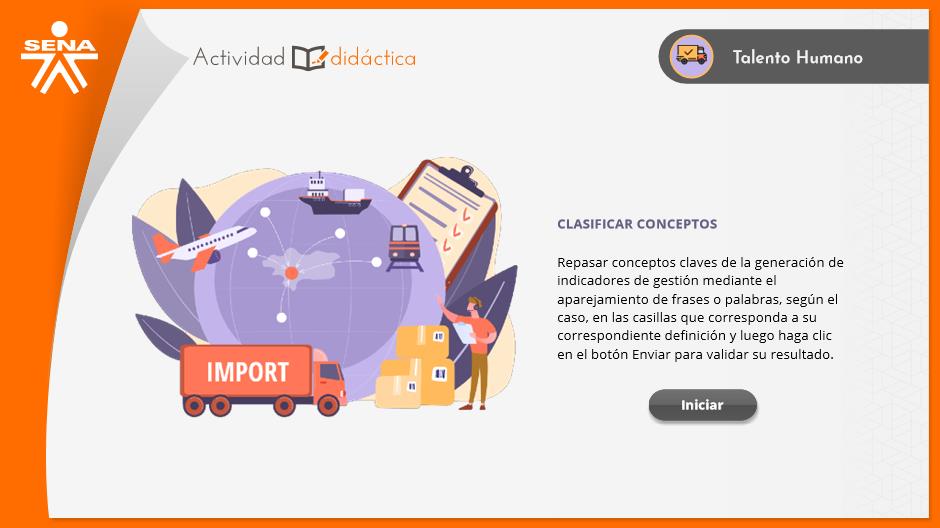 SENA
Actividad didáctica
Talento Humano
IMPORT
CLASIFICAR CONCEPTOS
Repasar conceptos claves de la generación de
indicadores de gestión mediante el
aparejamiento de frases o palabras, según el
caso, en las casillas que corresponda a su
correspondiente definición y luego haga clic
en el botón Enviar para validar su resultado.
Iniciar